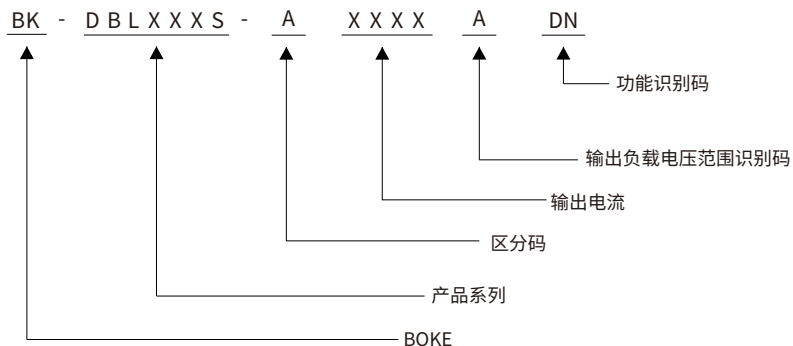 BK - DBLXXXS - A XXXX A DN
功能识别码
输出负载电压范围识别码
输出电流
区分码
产品系列
BOKE